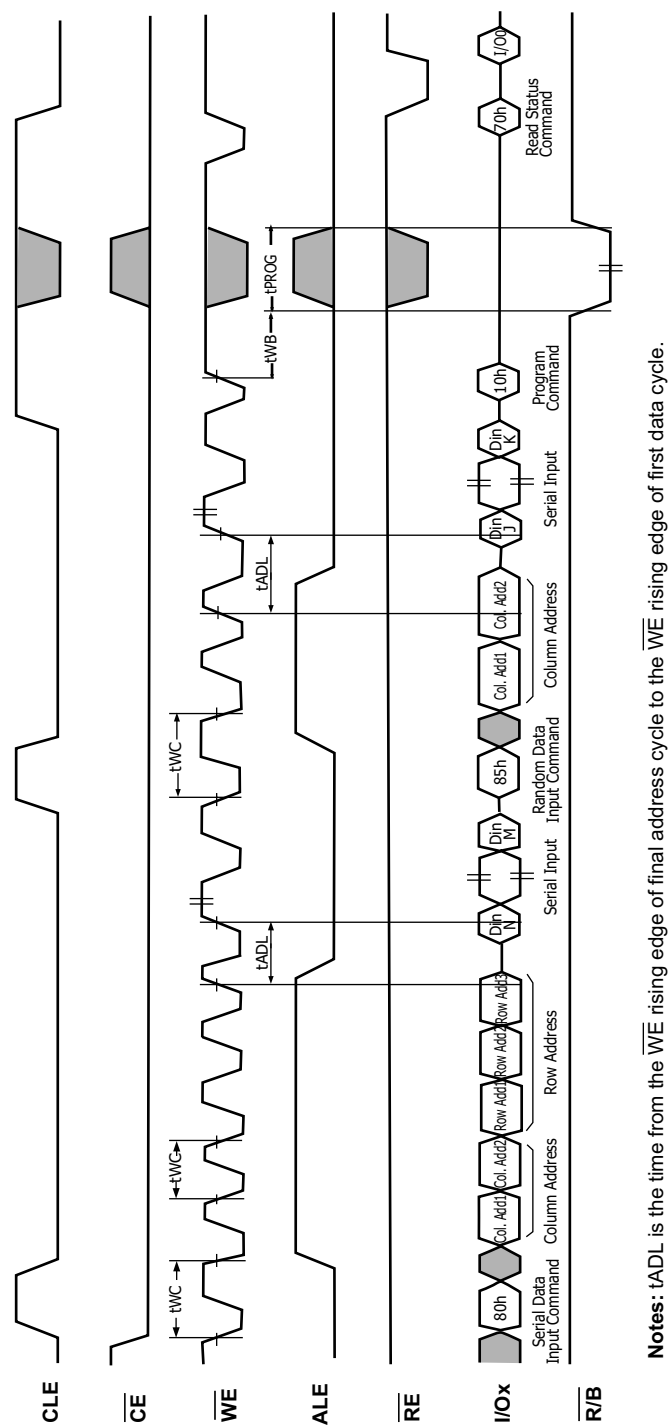 CLE
CE
WE
tWC
tWC
tADL
tWC
tADL
tWB
tPROG
ALE
RE
I/Ox
80h
Col. Add1
Col. Add2
Row Add1
Row Add2
Row Add3
Din
N
Din
M
85h
Col. Add1
Col. Add2
Din
J
Din
K
10h
70h
I/O0
Serial Data
Input Command
Column Address
Row Address
Serial Input
Random Data
Input Command
Column Address
Serial Input
Program
Command
Read Status
Command
R/B
Notes: tADL is the time from the WE rising edge of final address cycle to the WE rising edge of first data cycle.